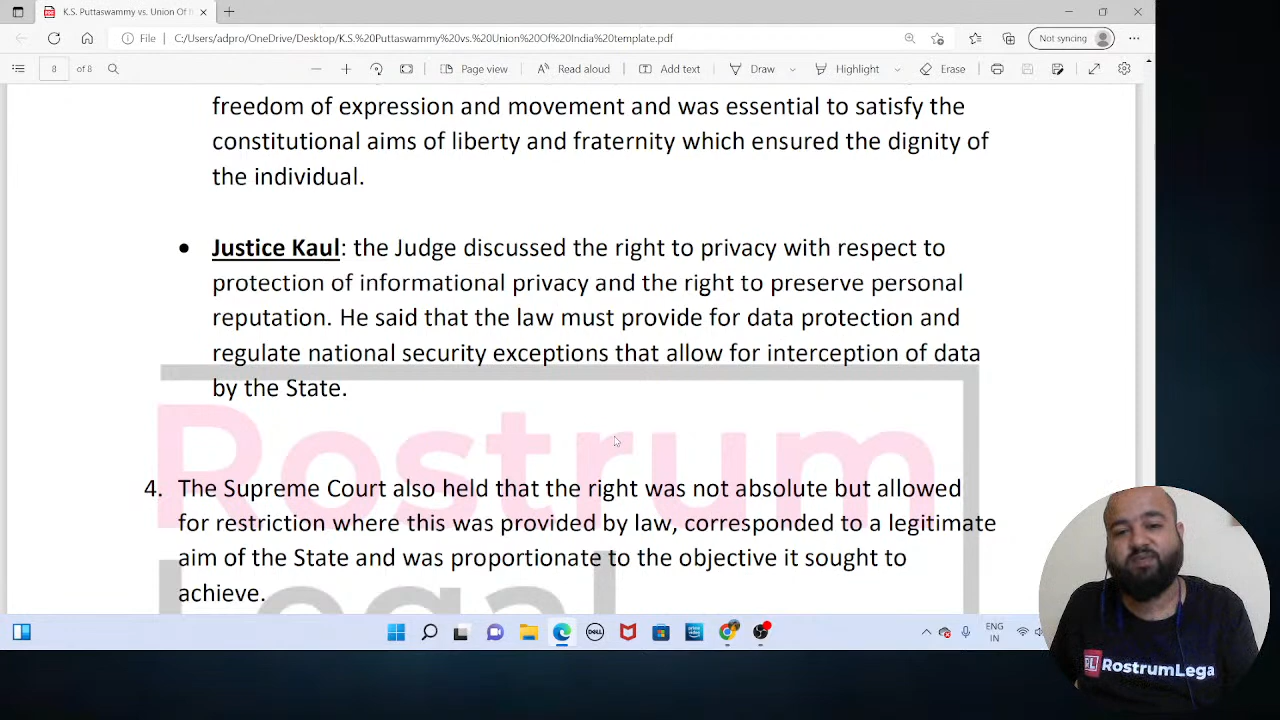 K.S. Puttaswammy vs. Union Of I
File C:/Users/adpro/OneDrive/Desktop/K.S.%20Puttaswammy%20vs.%20Union%20Of%20India%20template.pdf
Not syncing
8 of 8 Page view Read aloud Add text Draw Highlight Erase
freedom of expression and movement and was essential to satisfy the
constitutional aims of liberty and fraternity which ensured the dignity of
the individual.
• Justice Kaul: the Judge discussed the right to privacy with respect to
protection of informational privacy and the right to preserve personal
reputation. He said that the law must provide for data protection and
regulate national security exceptions that allow for interception of data
by the State.
Rostrum
Legal
4. The Supreme Court also held that the right was not absolute but allowed
for restriction where this was provided by law, corresponded to a legitimate
aim of the State and was proportionate to the objective it sought to
achieve.
DELL
prime video
ENG
IN
RL RostrumLega